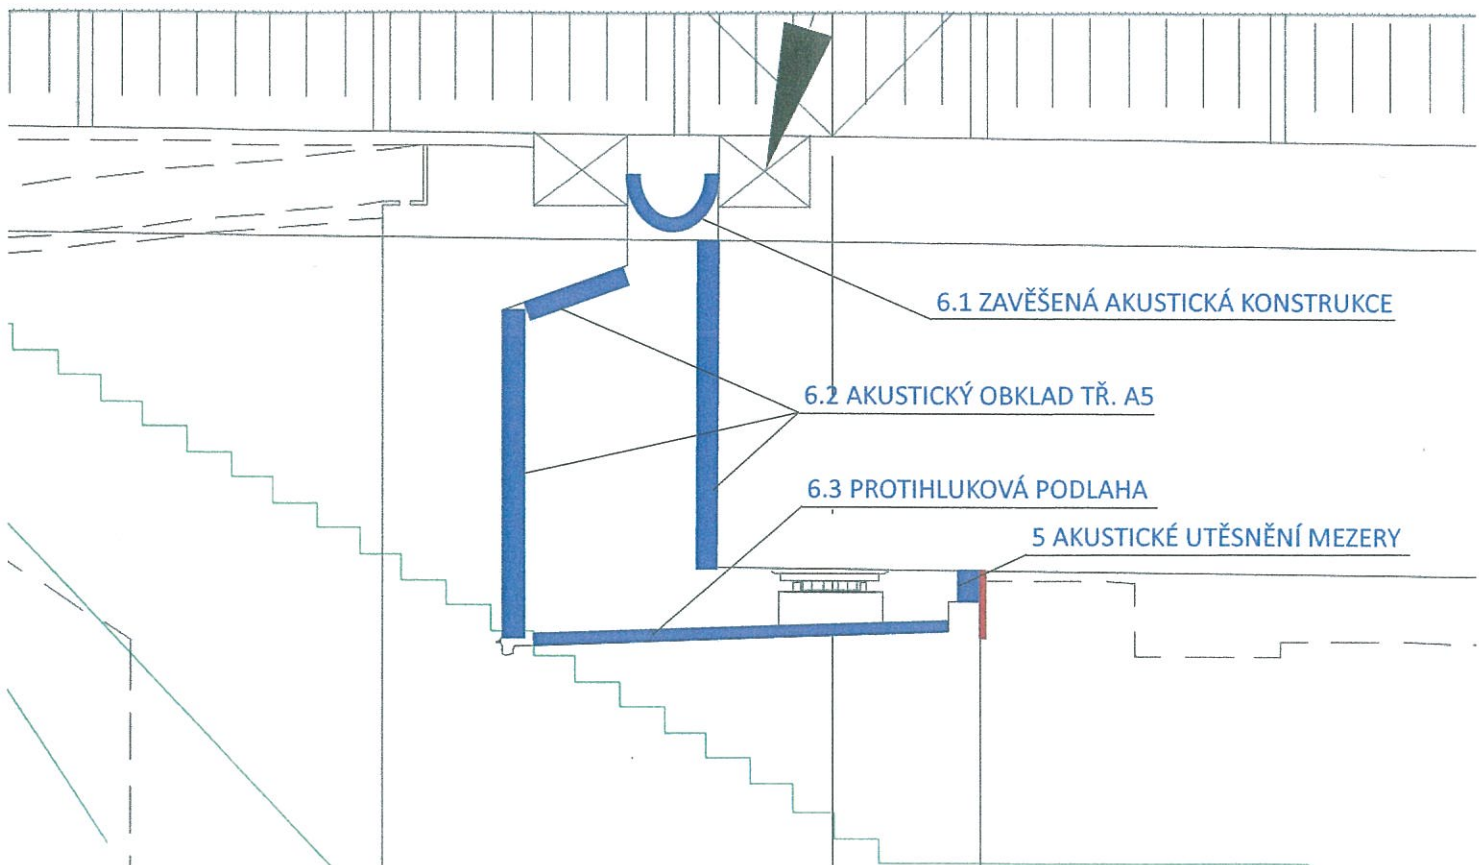 6.1 ZAVĚŠENÁ AKUSTICKÁ KONSTRUKCE
6.2 AKUSTICKÝ OBKLAD TŘ. A5
6.3 PROTIHLUKOVÁ PODLAHA
5 AKUSTICKÉ UTĚSNĚNÍ MEZERY